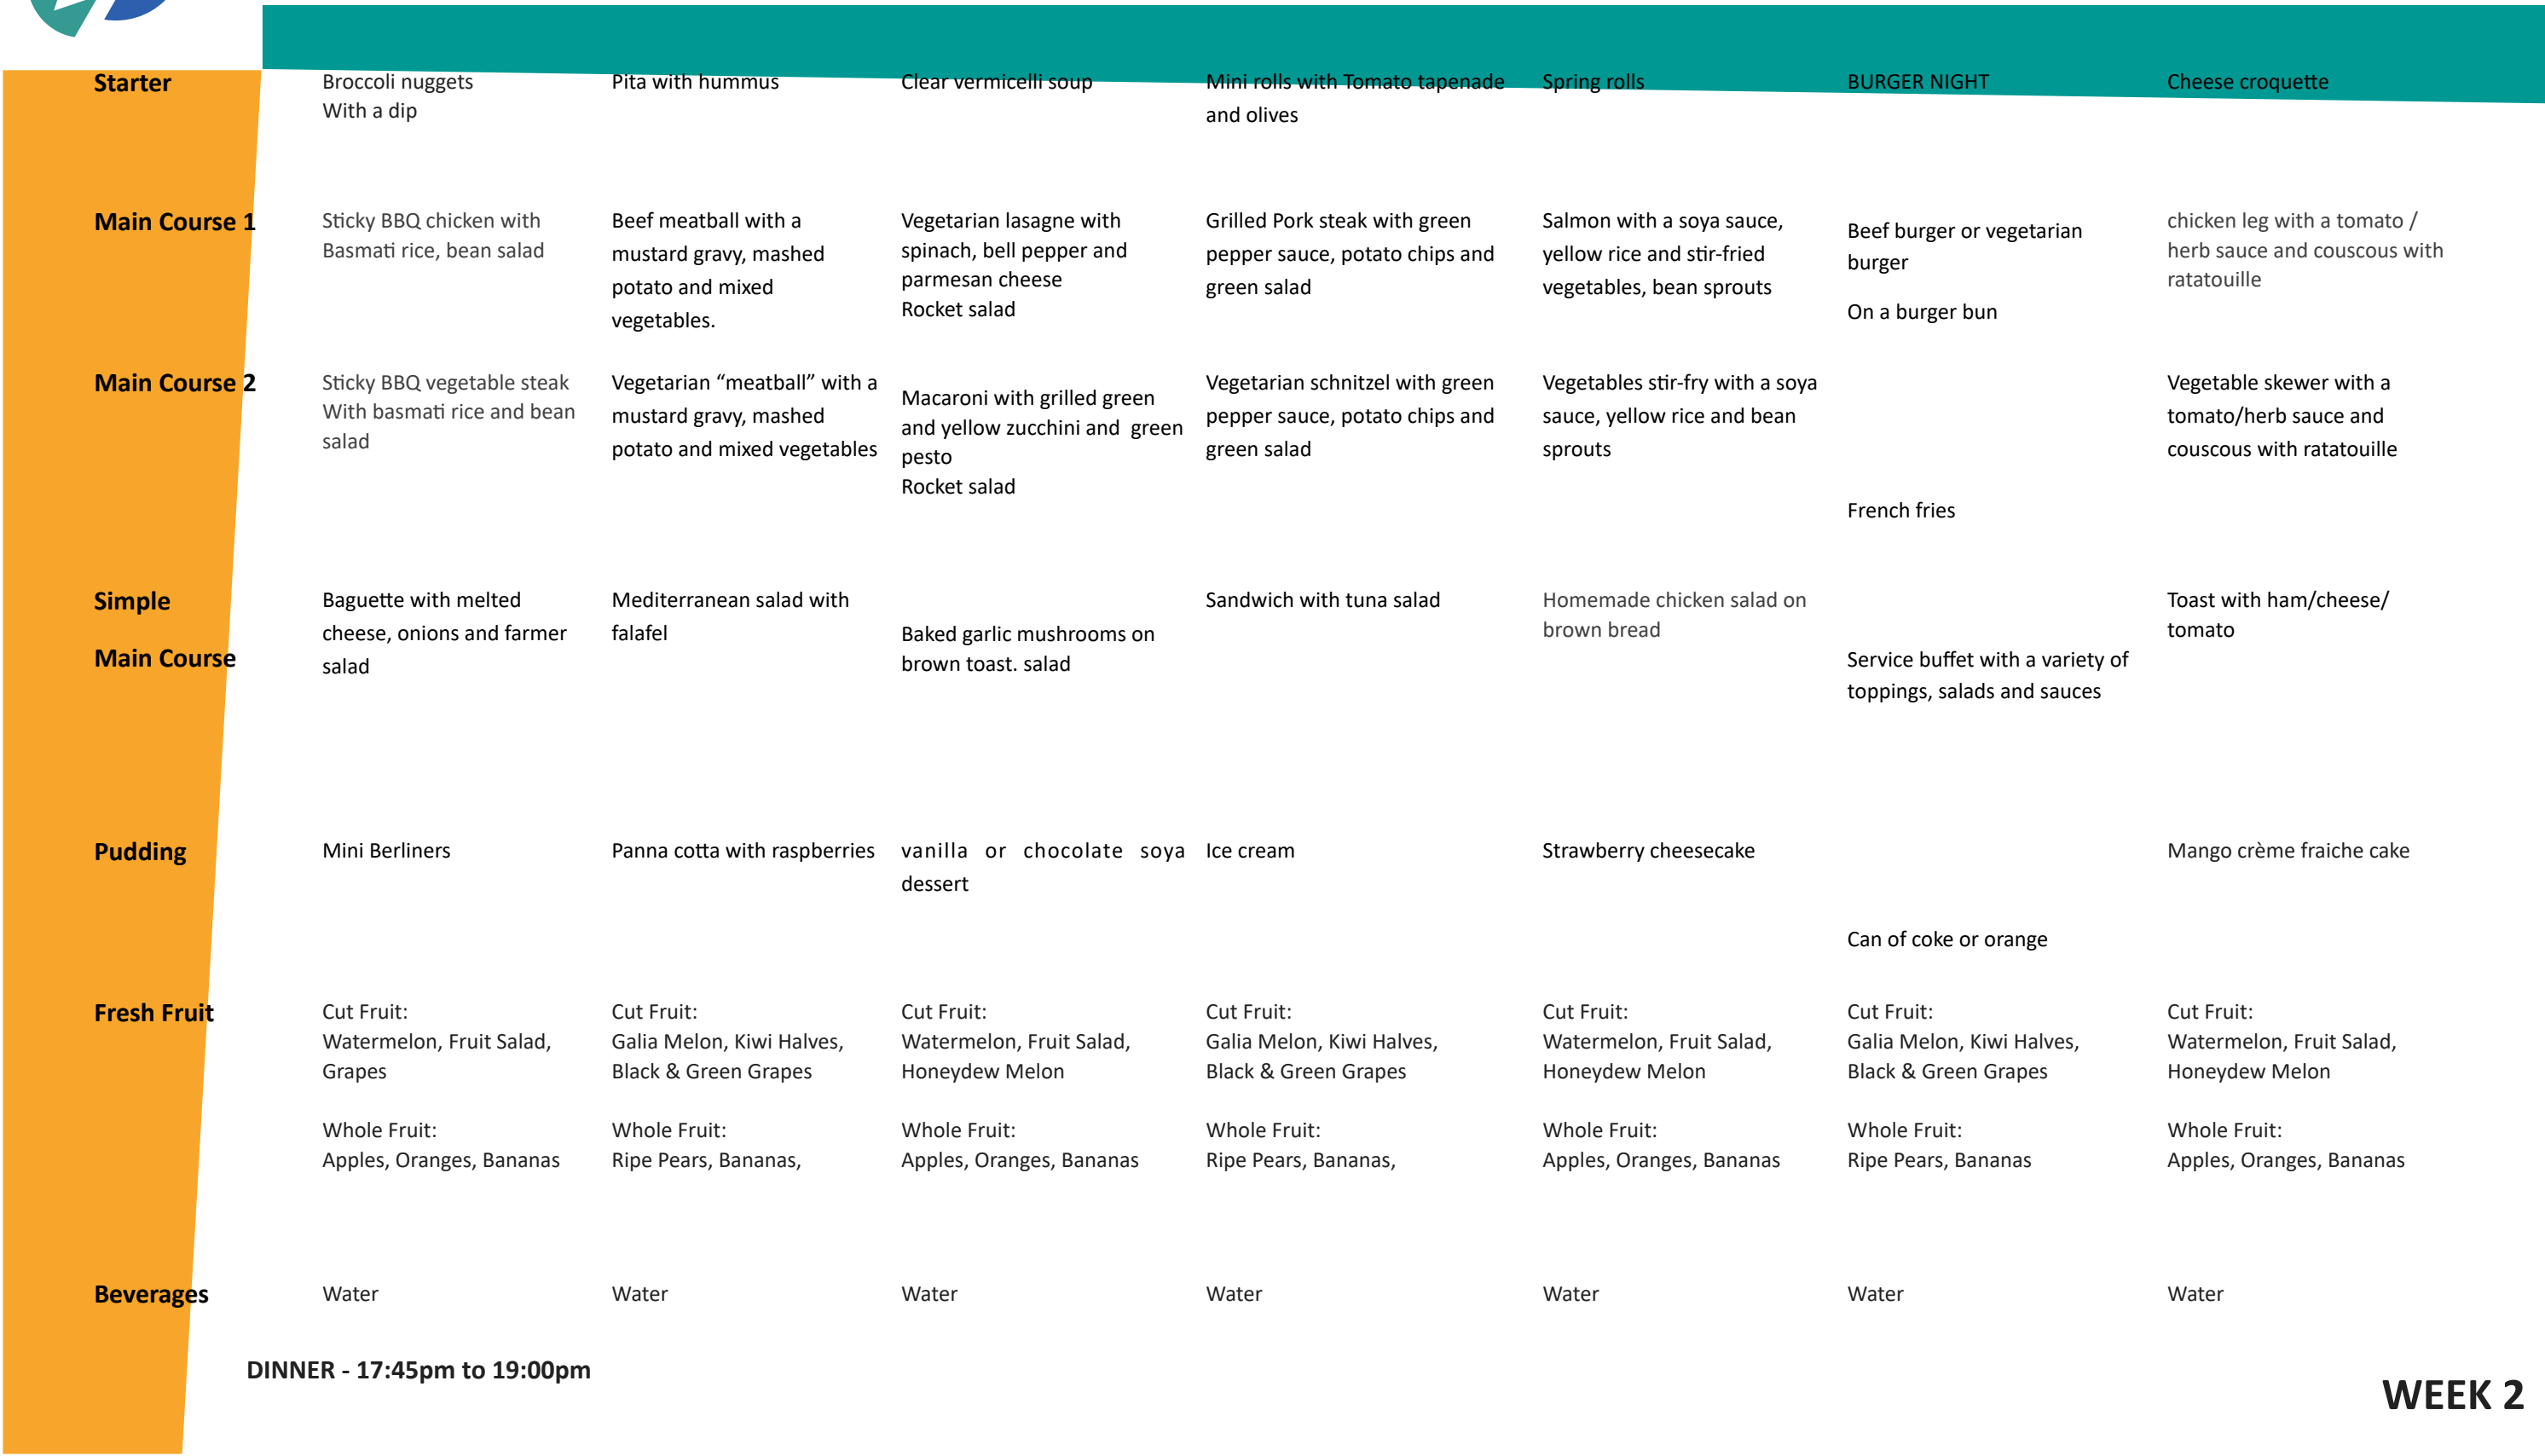 Starter
Broccoli nuggets
With a dip
Pita with hummus
Clear vermicelli soup
Mini rolls with Tomato tapenade
and olives
Spring rolls
BURGER NIGHT
Cheese croquette
Main Course 1
Sticky BBQ chicken with
Basmati rice, bean salad
Beef meatball with a
mustard gravy, mashed
potato and mixed
vegetables.
Vegetarian lasagne with
spinach, bell pepper and
parmesan cheese
Rocket salad
Grilled Pork steak with green
pepper sauce, potato chips and
green salad
Salmon with a soya sauce,
yellow rice and stir-fried
vegetables, bean sprouts
Beef burger or vegetarian
burger
On a burger bun
chicken leg with a tomato /
herb sauce and couscous with
ratatouille
Main Course 2
Sticky BBQ vegetable steak
With basmati rice and bean
salad
Vegetarian “meatball” with a
mustard gravy, mashed
potato and mixed vegetables
Macaroni with grilled green
and yellow zucchini and green
pesto
Rocket salad
Vegetarian schnitzel with green
pepper sauce, potato chips and
green salad
Vegetables stir-fry with a soya
sauce, yellow rice and bean
sprouts
French fries
Vegetable skewer with a
tomato/herb sauce and
couscous with ratatouille
Simple
Main Course
Baguette with melted
cheese, onions and farmer
salad
Mediterranean salad with
falafel
Baked garlic mushrooms on
brown toast. salad
Sandwich with tuna salad
Homemade chicken salad on
brown bread
Service buffet with a variety of
toppings, salads and sauces
Toast with ham/cheese/
tomato
Pudding
Mini Berliners
Panna cotta with raspberries
vanilla or chocolate soya
dessert
Ice cream
Strawberry cheesecake
Can of coke or orange
Mango crème fraiche cake
Fresh Fruit
Cut Fruit:
Watermelon, Fruit Salad,
Grapes
Whole Fruit:
Apples, Oranges, Bananas
Cut Fruit:
Galia Melon, Kiwi Halves,
Black & Green Grapes
Whole Fruit:
Ripe Pears, Bananas,
Cut Fruit:
Watermelon, Fruit Salad,
Honeydew Melon
Whole Fruit:
Apples, Oranges, Bananas
Cut Fruit:
Galia Melon, Kiwi Halves,
Black & Green Grapes
Whole Fruit:
Ripe Pears, Bananas,
Cut Fruit:
Watermelon, Fruit Salad,
Honeydew Melon
Whole Fruit:
Apples, Oranges, Bananas
Cut Fruit:
Galia Melon, Kiwi Halves,
Black & Green Grapes
Whole Fruit:
Ripe Pears, Bananas
Cut Fruit:
Watermelon, Fruit Salad,
Honeydew Melon
Whole Fruit:
Apples, Oranges, Bananas
Beverages
Water
Water
Water
Water
Water
Water
Water
DINNER - 17:45pm to 19:00pm
WEEK 2